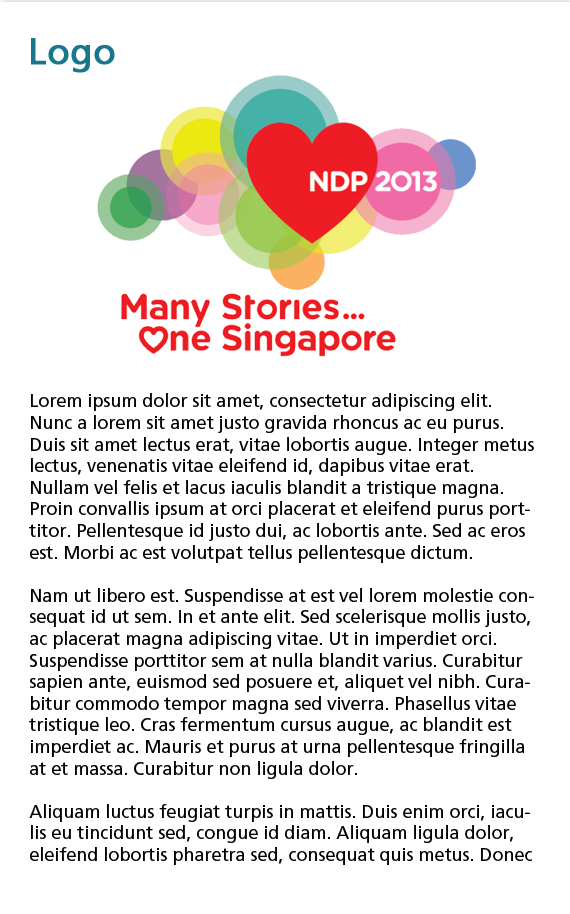 Logo
NDP 2013
Many Stories...
One Singapore
Lorem ipsum dolor sit amet, consectetur adipiscing elit.
Nunc a lorem sit amet justo gravida rhoncus ac eu purus.
Duis sit amet lectus erat, vitae lobortis augue. Integer metus
lectus, venenatis vitae eleifend id, dapibus vitae erat.
Nullam vel felis et lacus iaculis blandit a tristique magna.
Proin convallis ipsum at orci placerat et eleifend purus port-
titor. Pellentesque id justo dui, ac lobortis ante. Sed ac eros
est. Morbi ac est volutpat tellus pellentesque dictum.
Nam ut libero est. Suspendisse at est vel lorem molestie con-
sequat id ut sem. In et ante elit. Sed scelerisque mollis justo,
ac placerat magna adipiscing vitae. Ut in imperdiet orci.
Suspendisse porttitor sem at nulla blandit varius. Curabitur
sapien ante, euismod sed posuere et, aliquet vel nibh. Cura-
bitur commodo tempor magna sed viverra. Phasellus vitae
tristique leo. Cras fermentum cursus augue, ac blandit est
imperdiet ac. Mauris et purus at urna pellentesque fringilla
at et massa. Curabitur non ligula dolor.
Aliquam luctus feugiat turpis in mattis. Duis enim orci, iacu-
lis eu tincidunt sed, congue id diam. Aliquam ligula dolor,
eleifend lobortis pharetra sed, consequat quis metus. Donec